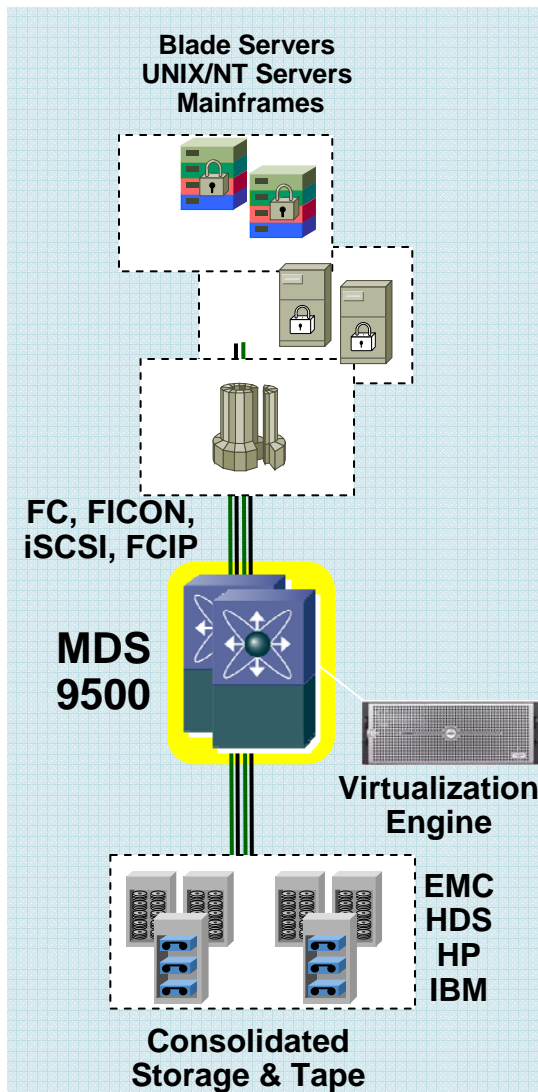 Blade Servers
UNIX/NT Servers
Mainframes
FC, FICON,
iSCSI, FCIP
MDS
9500
Virtualization
Engine
EMC
HDS
HP
IBM
Consolidated
Storage & Tape